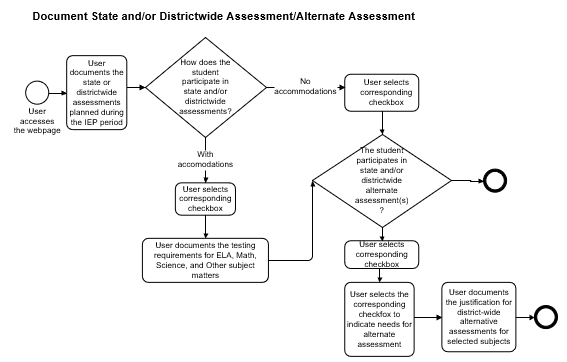 Document State and/or Districtwide Assessment/Alternate Assessment
User
accesses
the webpage
User
documents the
state or
districtwide
assessments
planned during
the IEP period
How does the
student
participate in
state and/or
districtwide
assessments?
No
accommodations
User selects
corresponding
checkbox
With
accomodations
User selects
corresponding
checkbox
User documents the testing
requirements for ELA, Math,
Science, and Other subject
matters
The student
participates in
state and/or
districtwide
alternate
assessment(s)
?
User selects
corresponding
checkbox
User selects the
corresponding
checkfox to
indicate needs for
alternate
assessment
User documents
the justification for
district-wide
alternative
assessments for
selected subjects